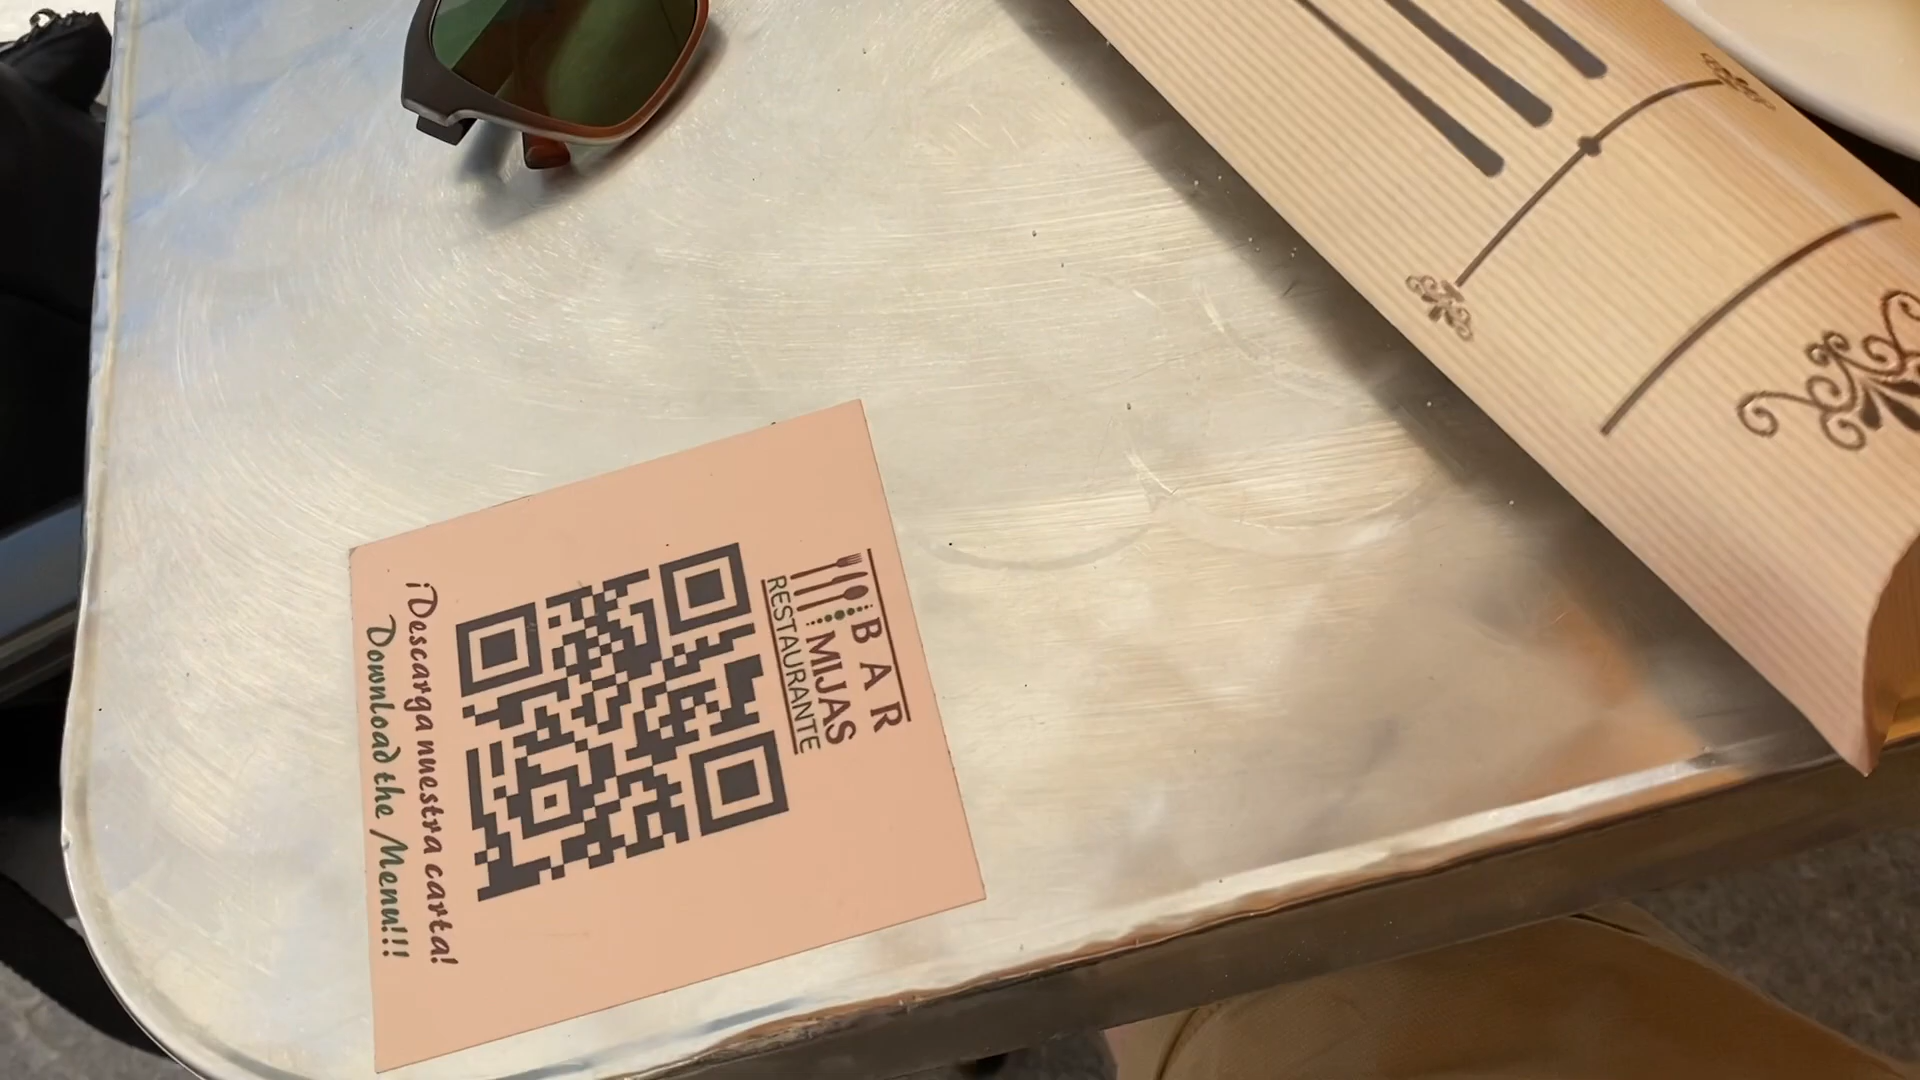 BAR
MIJAS
RESTAURANTE
¡Descarga nuestra carta!
Download the Menu!!!